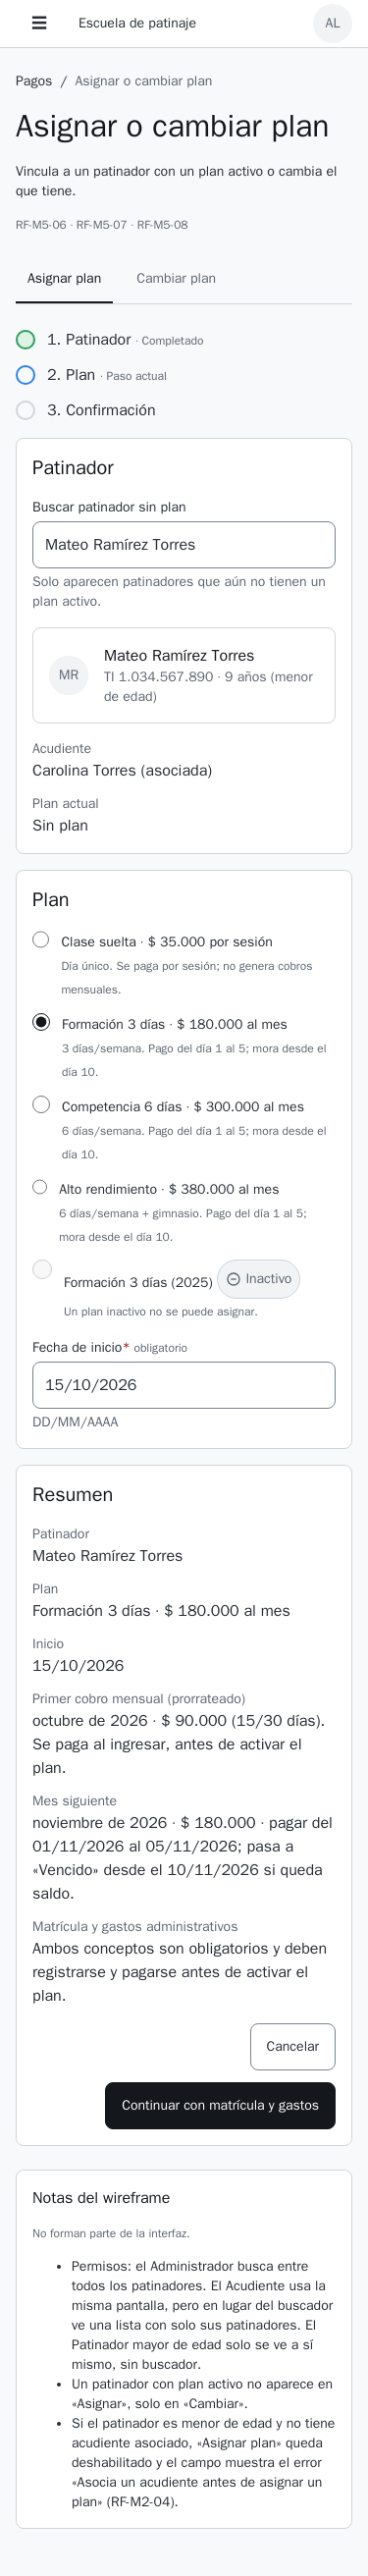 Escuela de patinaje
AL
Pagos / Asignar o cambiar plan
Asignar o cambiar plan
Vincula a un patinador con un plan activo o cambia el
que tiene.
RF-M5-06 · RF-M5-07 · RF-M5-08
Asignar plan
Cambiar plan
1. Patinador · Completado
2. Plan · Paso actual
3. Confirmación
Patinador
Buscar patinador sin plan
Mateo Ramírez Torres
Solo aparecen patinadores que aún no tienen un
plan activo.
MR
Mateo Ramírez Torres
TI 1.034.567.890 · 9 años (menor
de edad)
Acudiente
Carolina Torres (asociada)
Plan actual
Sin plan
Plan
Clase suelta · $ 35.000 por sesión
Día único. Se paga por sesión; no genera cobros
mensuales.
Formación 3 días · $ 180.000 al mes
3 días/semana. Pago del día 1 al 5; mora desde el
día 10.
Competencia 6 días · $ 300.000 al mes
6 días/semana. Pago del día 1 al 5; mora desde el
día 10.
Alto rendimiento · $ 380.000 al mes
6 días/semana + gimnasio. Pago del día 1 al 5;
mora desde el día 10.
Formación 3 días (2025) Inactivo
Un plan inactivo no se puede asignar.
Fecha de inicio* obligatorio
15/10/2026
DD/MM/AAAA
Resumen
Patinador
Mateo Ramírez Torres
Plan
Formación 3 días · $ 180.000 al mes
Inicio
15/10/2026
Primer cobro mensual (prorrateado)
octubre de 2026 · $ 90.000 (15/30 días).
Se paga al ingresar, antes de activar el
plan.
Mes siguiente
noviembre de 2026 · $ 180.000 · pagar del
01/11/2026 al 05/11/2026; pasa a
«Vencido» desde el 10/11/2026 si queda
saldo.
Matrícula y gastos administrativos
Ambos conceptos son obligatorios y deben
registrarse y pagarse antes de activar el
plan.
Cancelar
Continuar con matrícula y gastos
Notas del wireframe
No forman parte de la interfaz.
• Permisos: el Administrador busca entre
todos los patinadores. El Acudiente usa la
misma pantalla, pero en lugar del buscador
ve una lista con solo sus patinadores. El
Patinador mayor de edad solo se ve a sí
mismo, sin buscador.
• Un patinador con plan activo no aparece en
«Asignar», solo en «Cambiar».
• Si el patinador es menor de edad y no tiene
acudiente asociado, «Asignar plan» queda
deshabilitado y el campo muestra el error
«Asocia un acudiente antes de asignar un
plan» (RF-M2-04).